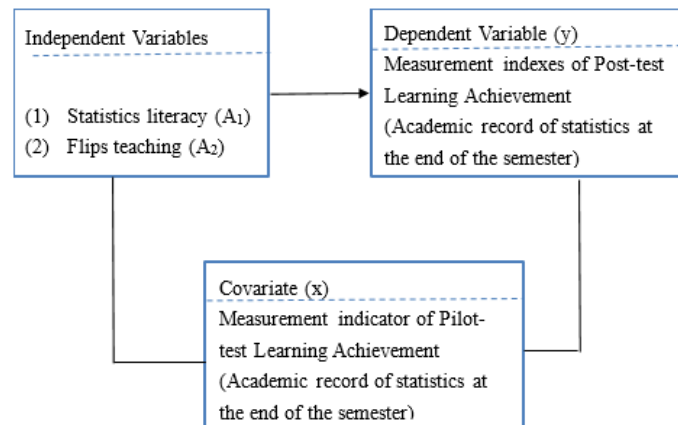 Independent Variables
(1) Statistics literacy (A₁)
(2) Flips teaching (A₂)
Dependent Variable (y)
Measurement indexes of Post-test
Learning Achievement
(Academic record of statistics at
the end of the semester)
Covariate (x)
Measurement indicator of Pilot-
test Learning Achievement
(Academic record of statistics at
the end of the semester)